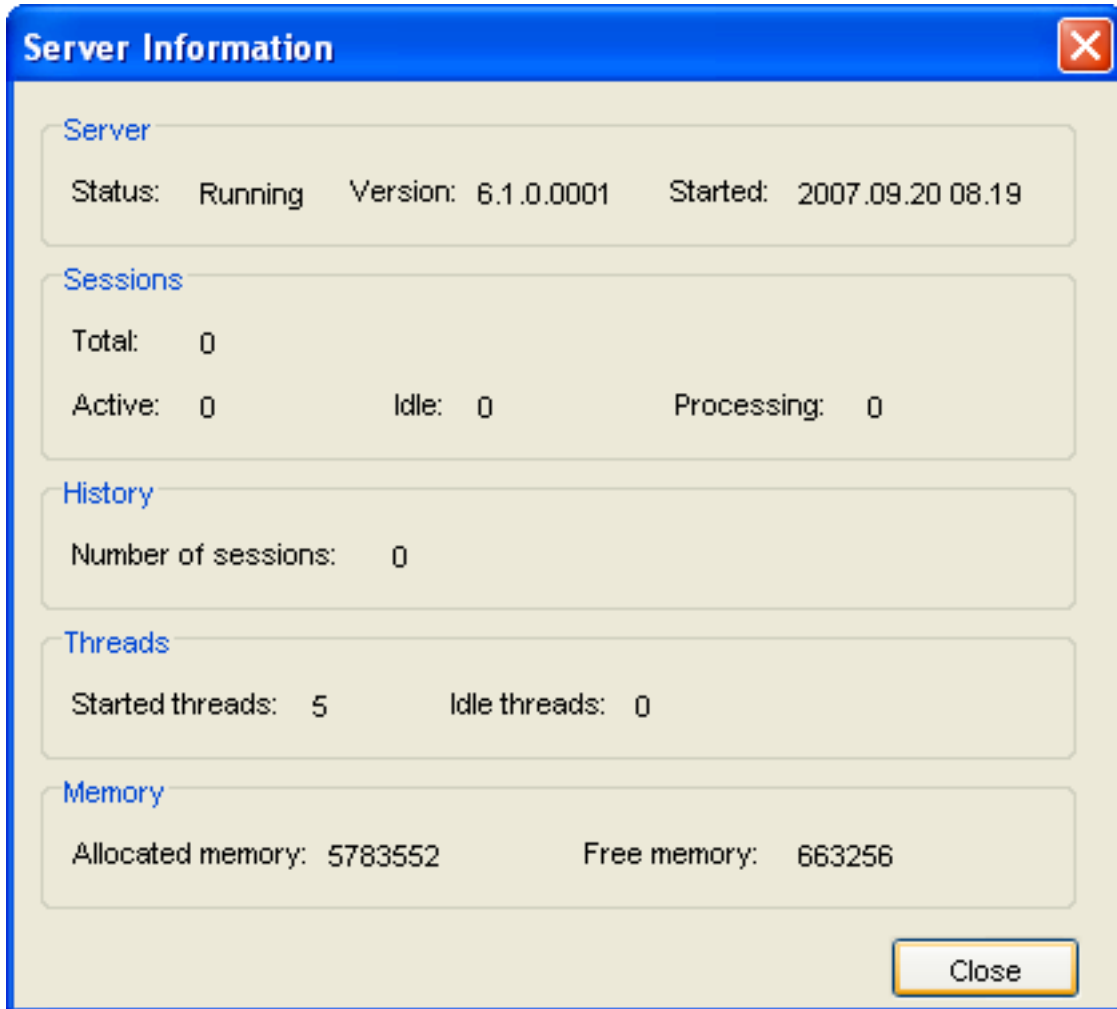 Server Information
Server
Status: Running Version: 6.1.0.0001 Started: 2007.09.20 08.19
Sessions
Total: 0
Active: 0 Idle: 0 Processing: 0
History
Number of sessions: 0
Threads
Started threads: 5 Idle threads: 0
Memory
Allocated memory: 5783552 Free memory: 663256
Close